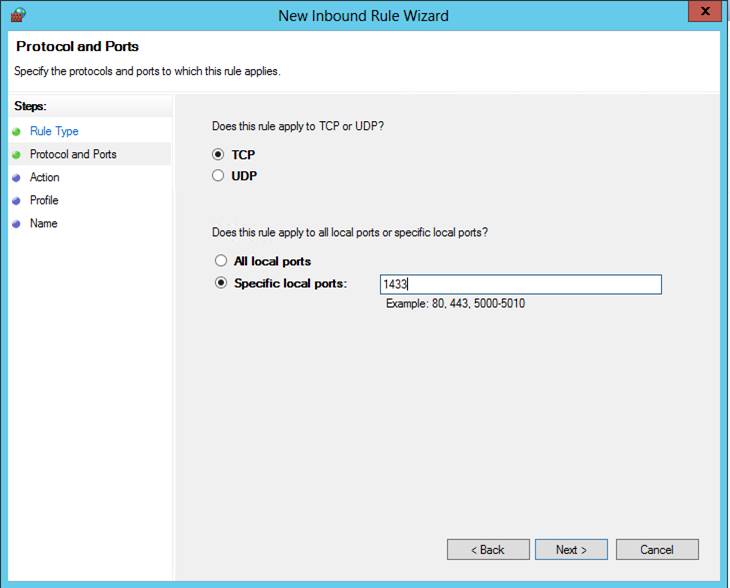 New Inbound Rule Wizard
x
Protocol and Ports
Specify the protocols and ports to which this rule applies.
Steps:
Rule Type
Protocol and Ports
Action
Profile
Name
Does this rule apply to TCP or UDP?
TCP
UDP
Does this rule apply to all local ports or specific local ports?
All local ports
Specific local ports: 1433
Example: 80, 443, 5000-5010
< Back Next > Cancel